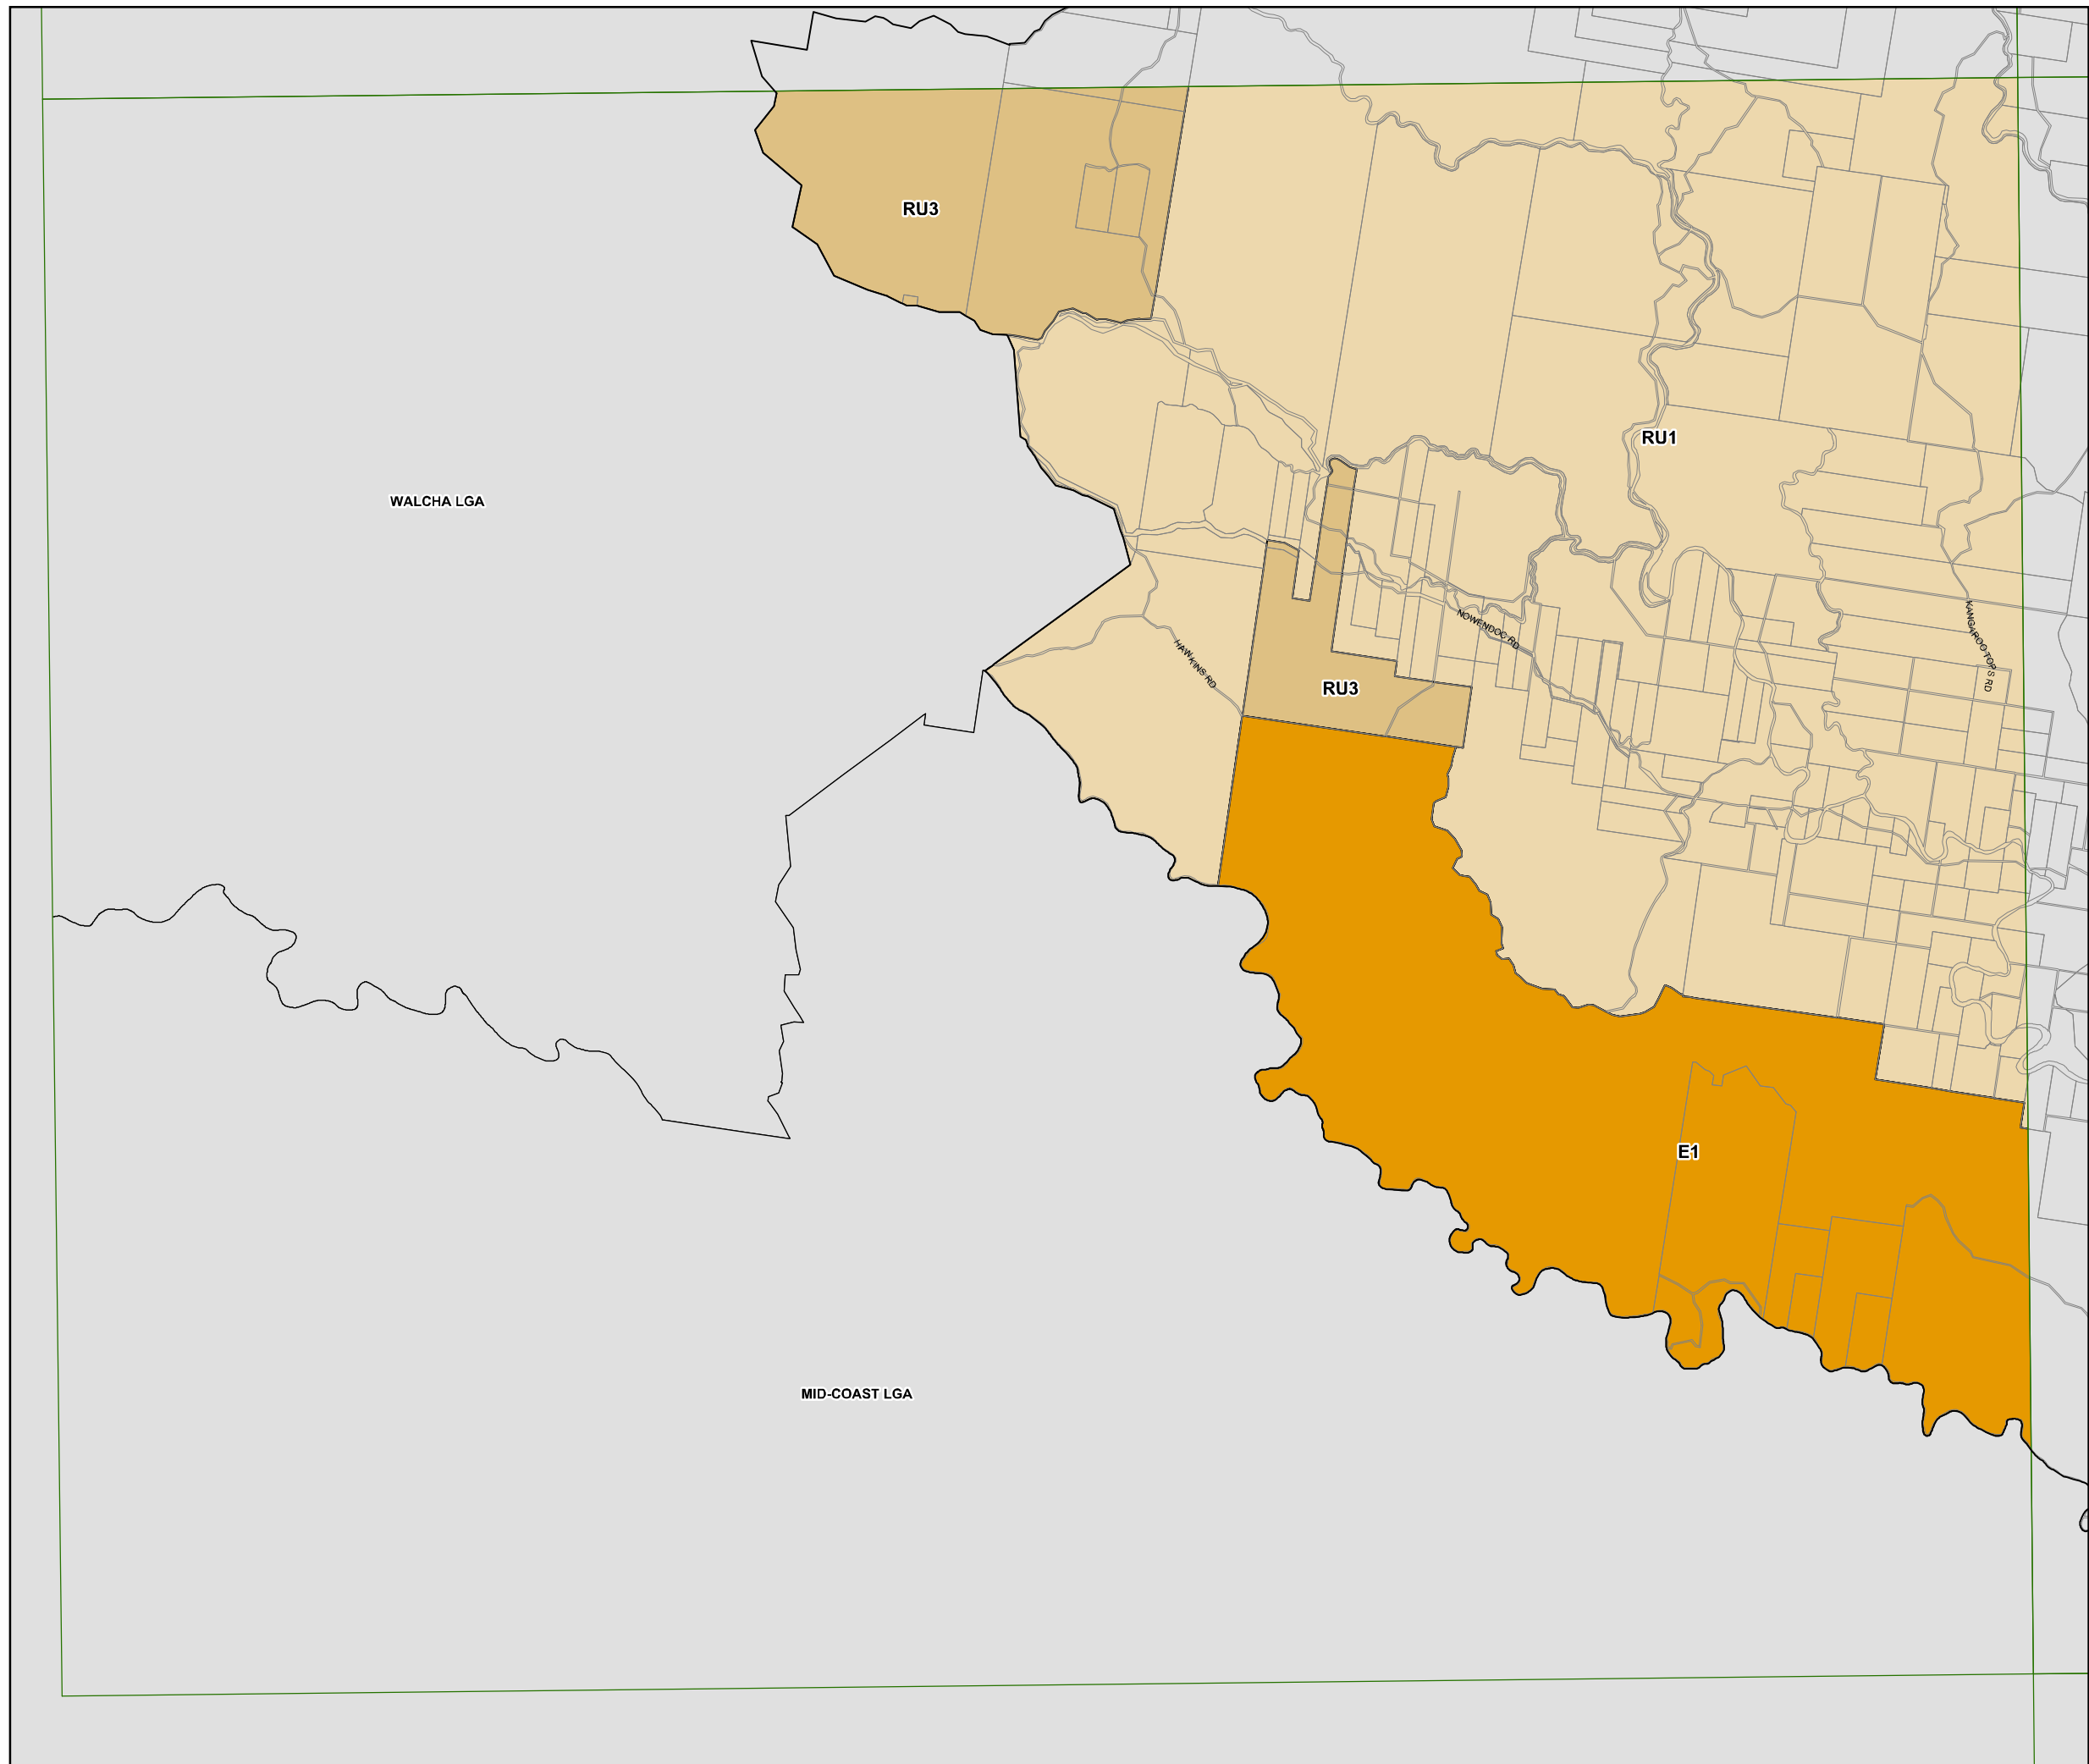 RU3
RU1
WALCHA LGA
NOWENDOC RD
KANGAROO TOPS RD
HAWKINS RD
RU3
E1
MID-COAST LGA